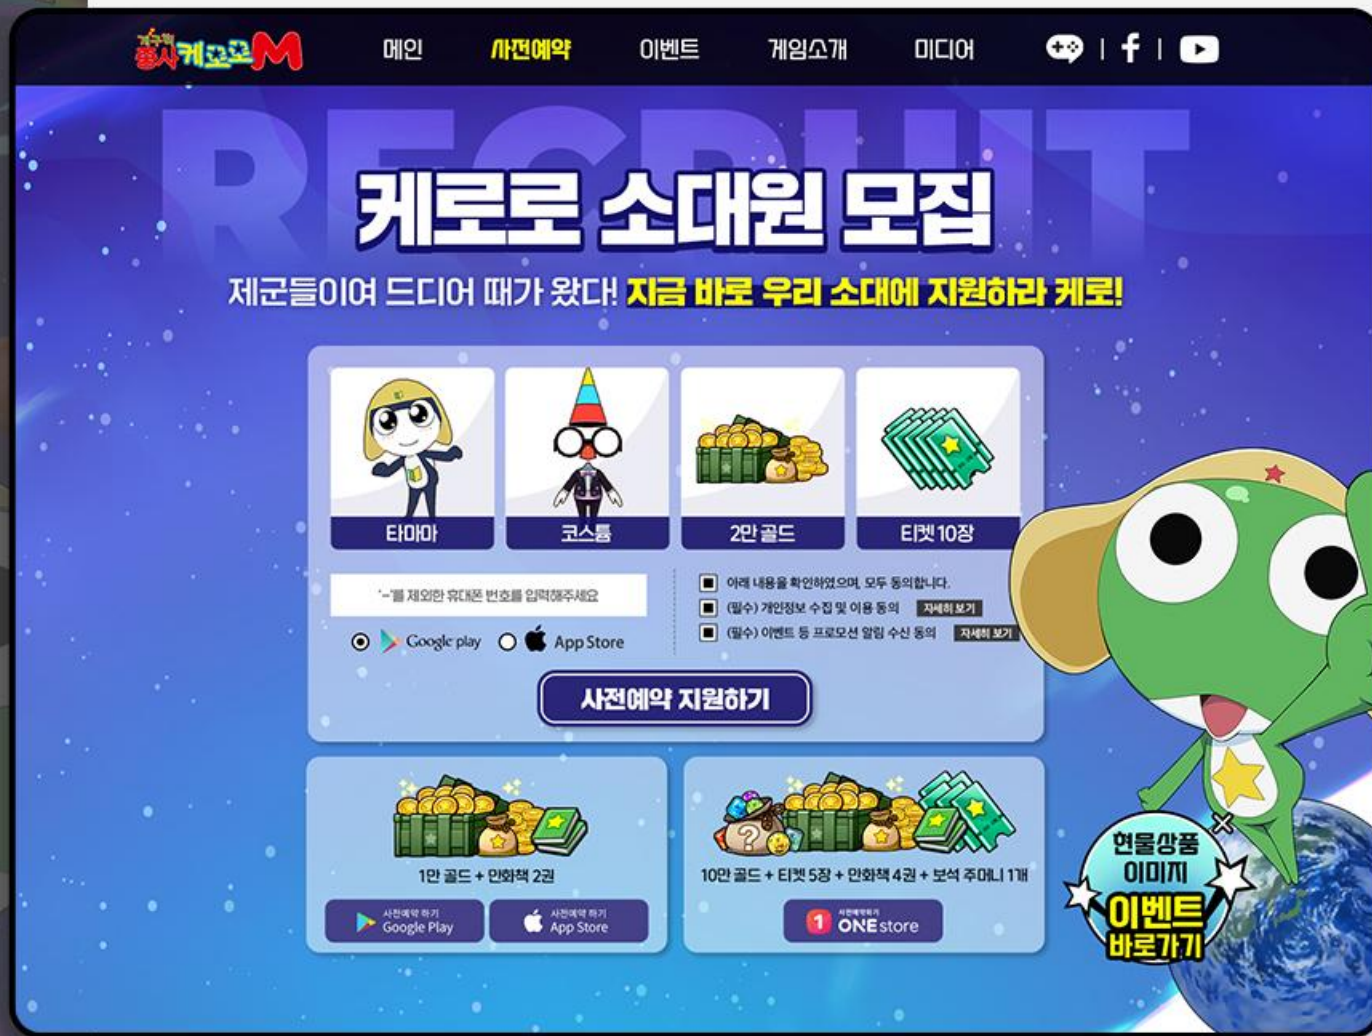 개구리
중사 케로로 M
메인
사전예약
이벤트
게임소개
미디어
f
RECRUIT
케로로 소대원 모집
제군들이여 드디어 때가 왔다! 지금 바로 우리 소대에 지원하라 케로!
타마마
코스튬
2만 골드
티켓 10장
'-'를 제외한 휴대폰 번호를 입력해주세요
Google play
App Store
아래 내용을 확인하였으며, 모두 동의합니다.
(필수) 개인정보 수집 및 이용 동의 자세히 보기
(필수) 이벤트 등 프로모션 알림 수신 동의 자세히 보기
사전예약 지원하기
?
1만 골드 + 만화책 2권
10만 골드 + 티켓 5장 + 만화책 4권 + 보석 주머니 1개
사전예약 하기
Google Play
사전예약 하기
App Store
1
사전예약하기
ONE store
현물상품
이미지
이벤트
바로가기